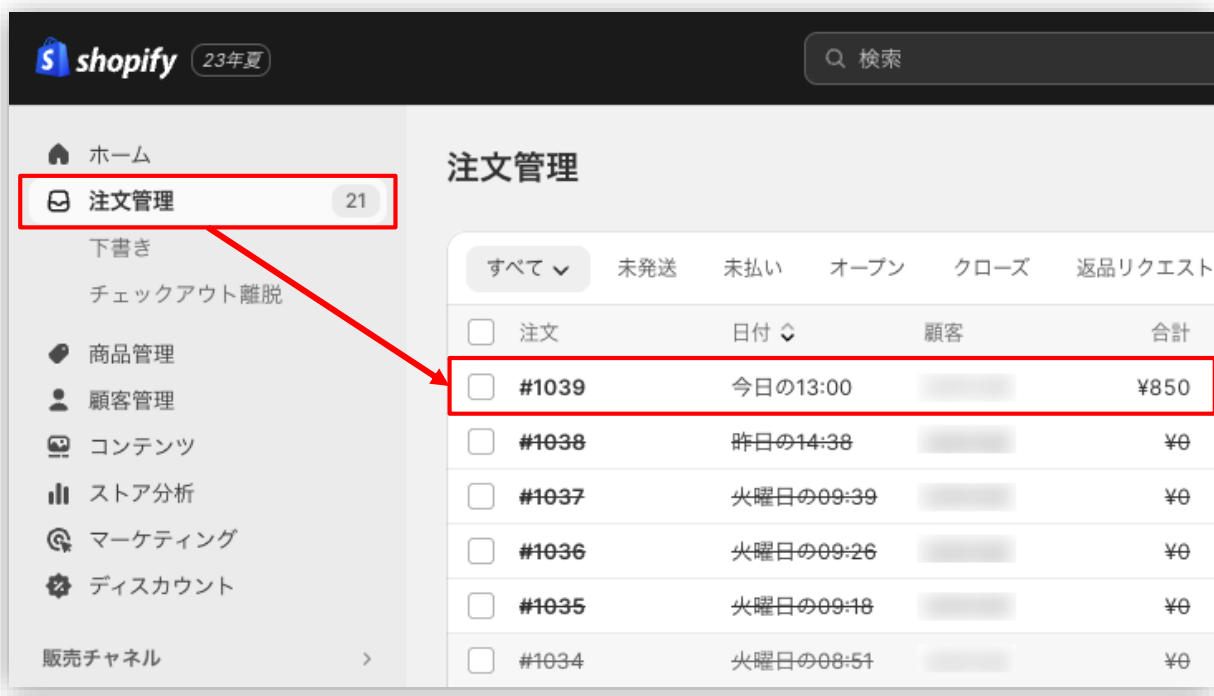 shopify 23年夏
検索
ホーム
注文管理 21
下書き
チェックアウト離脱
商品管理
顧客管理
コンテンツ
ストア分析
マーケティング
ディスカウント
販売チャネル
注文管理
すべて 未発送 未払い オープン クローズ 返品リクエスト
注文 日付 顧客 合計
#1039 今日の13:00 ¥850
#1038 昨日の14:38 ¥0
#1037 火曜日の09:39 ¥0
#1036 火曜日の09:26 ¥0
#1035 火曜日の09:18 ¥0
#1034 火曜日の08:51 ¥0